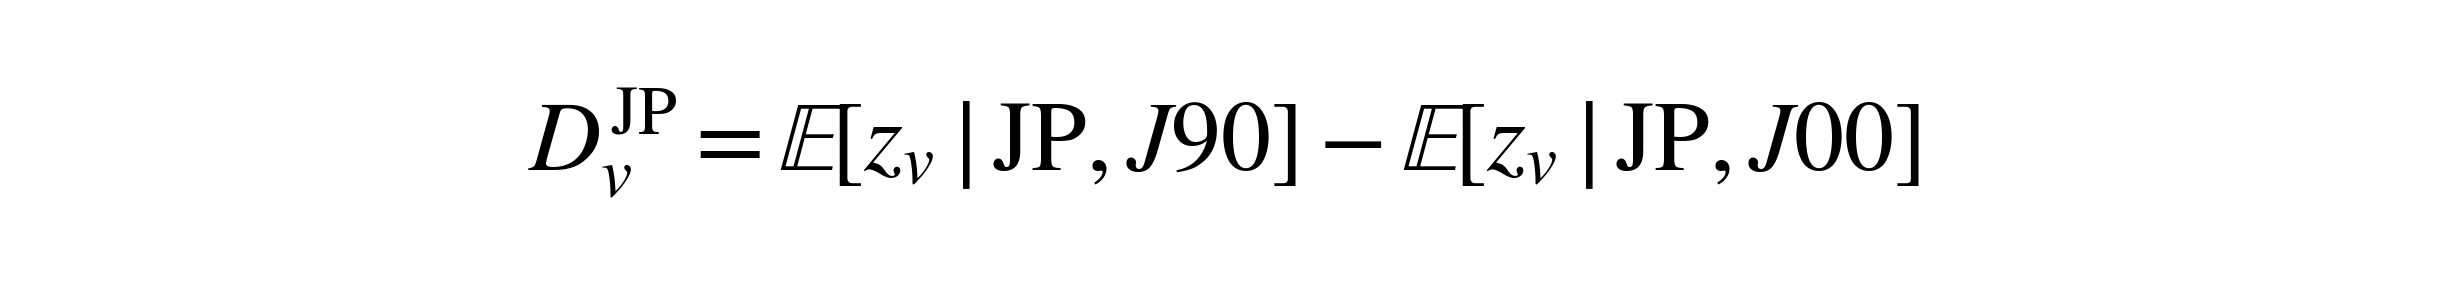 D_v^JP = 𝔼[z_v | JP, J90] − 𝔼[z_v | JP, J00]